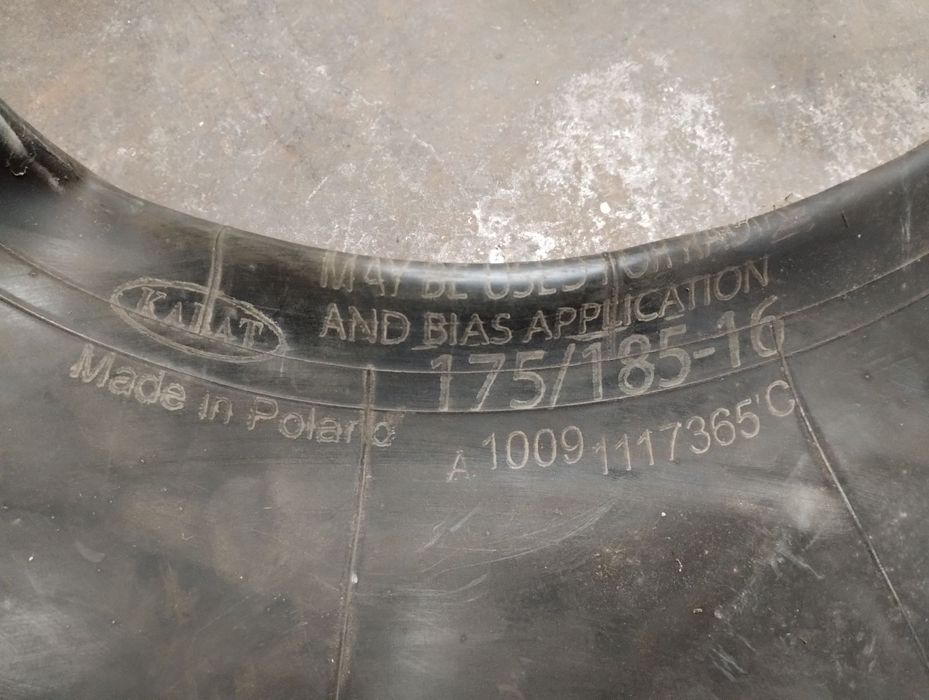 MAY BE USED FOR RADIAL
AND BIAS APPLICATION
KABAT
175/185-16
Made in Poland
A 1009 1117365'C